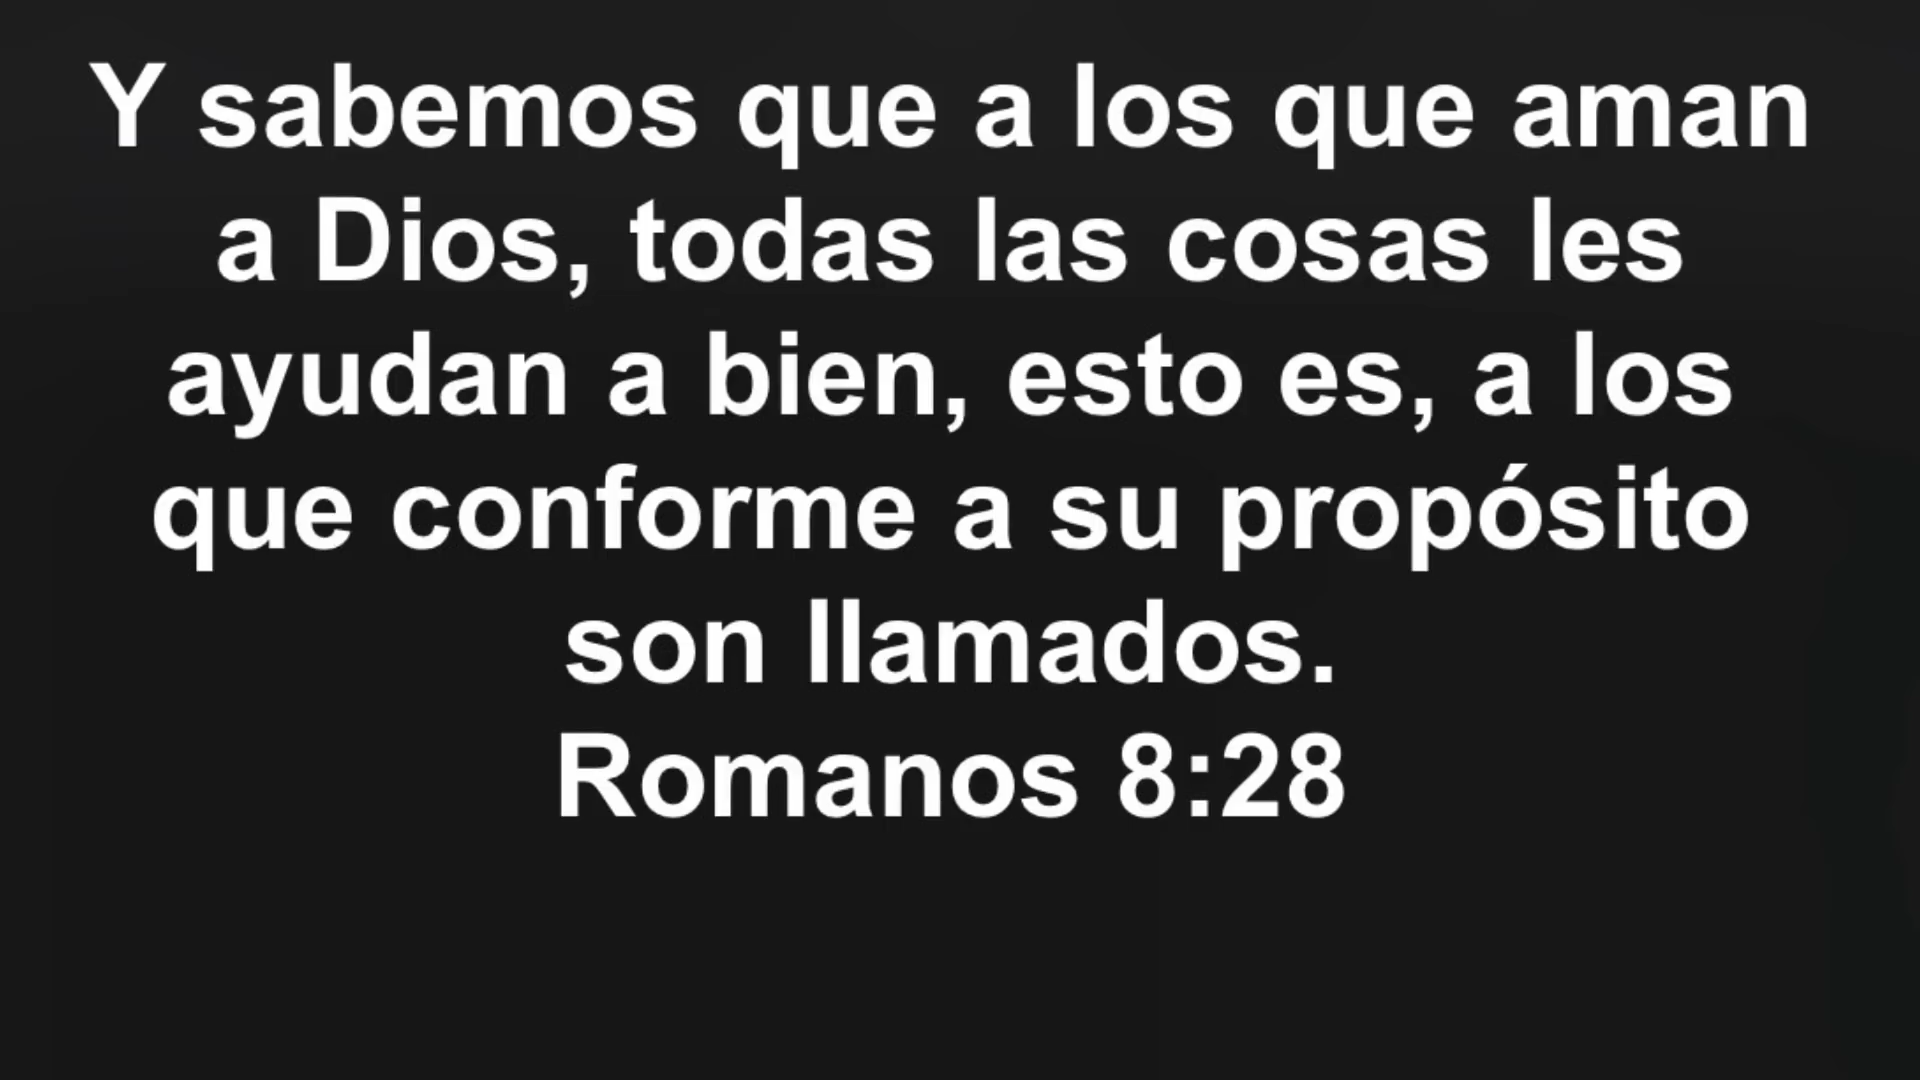 Y sabemos que a los que aman
a Dios, todas las cosas les
ayudan a bien, esto es, a los
que conforme a su propósito
son llamados.
Romanos 8:28